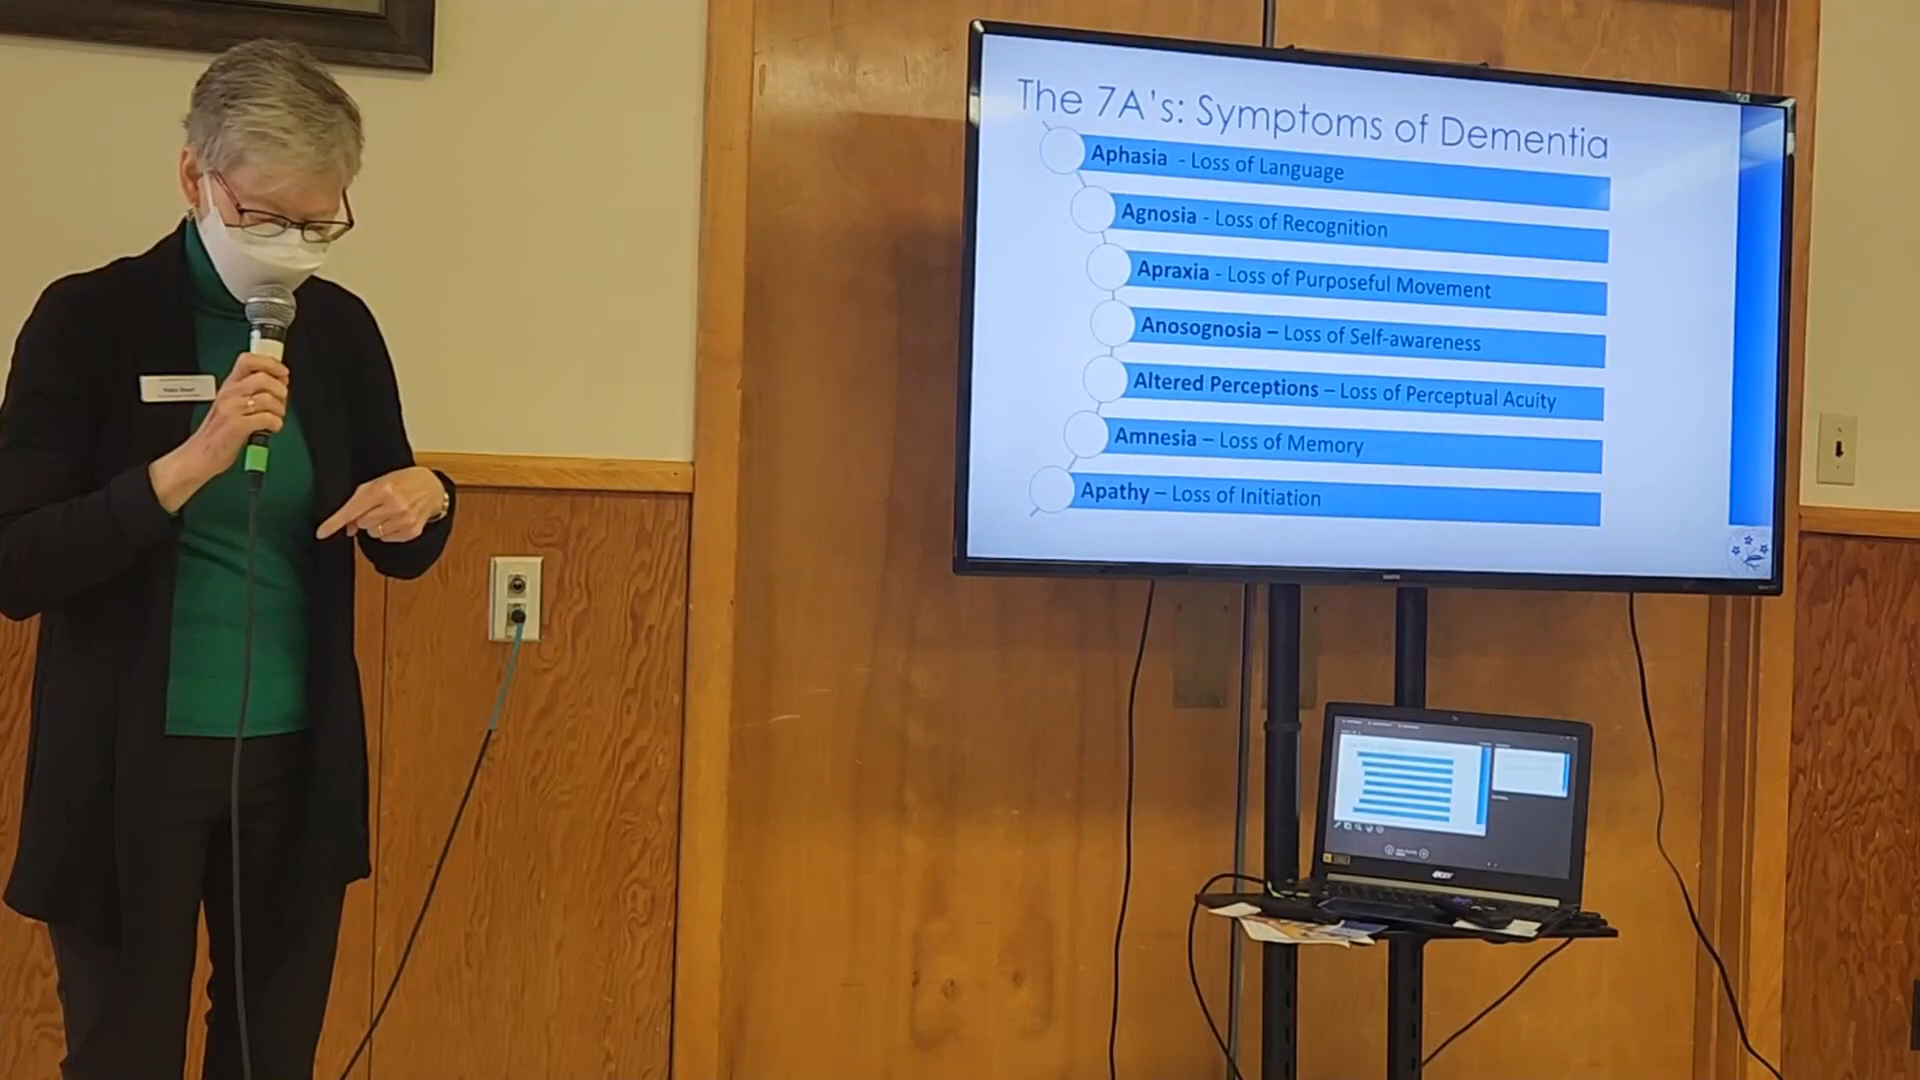 The 7A's: Symptoms of Dementia
Aphasia - Loss of Language
Agnosia - Loss of Recognition
Apraxia - Loss of Purposeful Movement
Anosognosia – Loss of Self-awareness
Altered Perceptions – Loss of Perceptual Acuity
Amnesia – Loss of Memory
Apathy – Loss of Initiation
acer